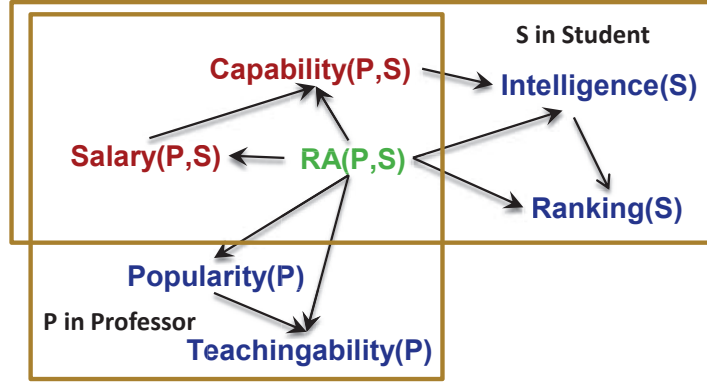 S in Student
Capability(P,S)
Intelligence(S)
Salary(P,S)
RA(P,S)
Ranking(S)
Popularity(P)
P in Professor
Teachingability(P)